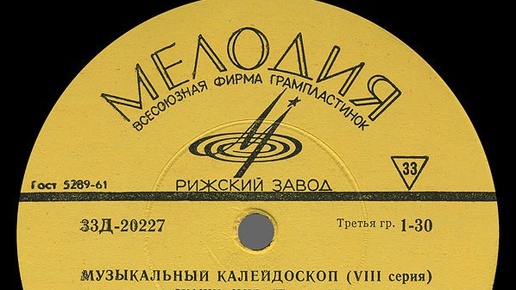 МЕЛОДИЯ
ВСЕСОЮЗНАЯ ФИРМА ГРАМПЛАСТИНОК
33
Гост 5289-61
РИЖСКИЙ ЗАВОД
33Д-20227
Третья гр. 1-30
МУЗЫКАЛЬНЫЙ КАЛЕЙДОСКОП (VIII серия)